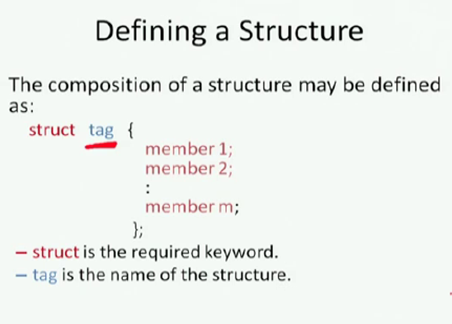 Defining a Structure
The composition of a structure may be defined
as:
struct tag {
member 1;
member 2;
:
member m;
};
– struct is the required keyword.
– tag is the name of the structure.